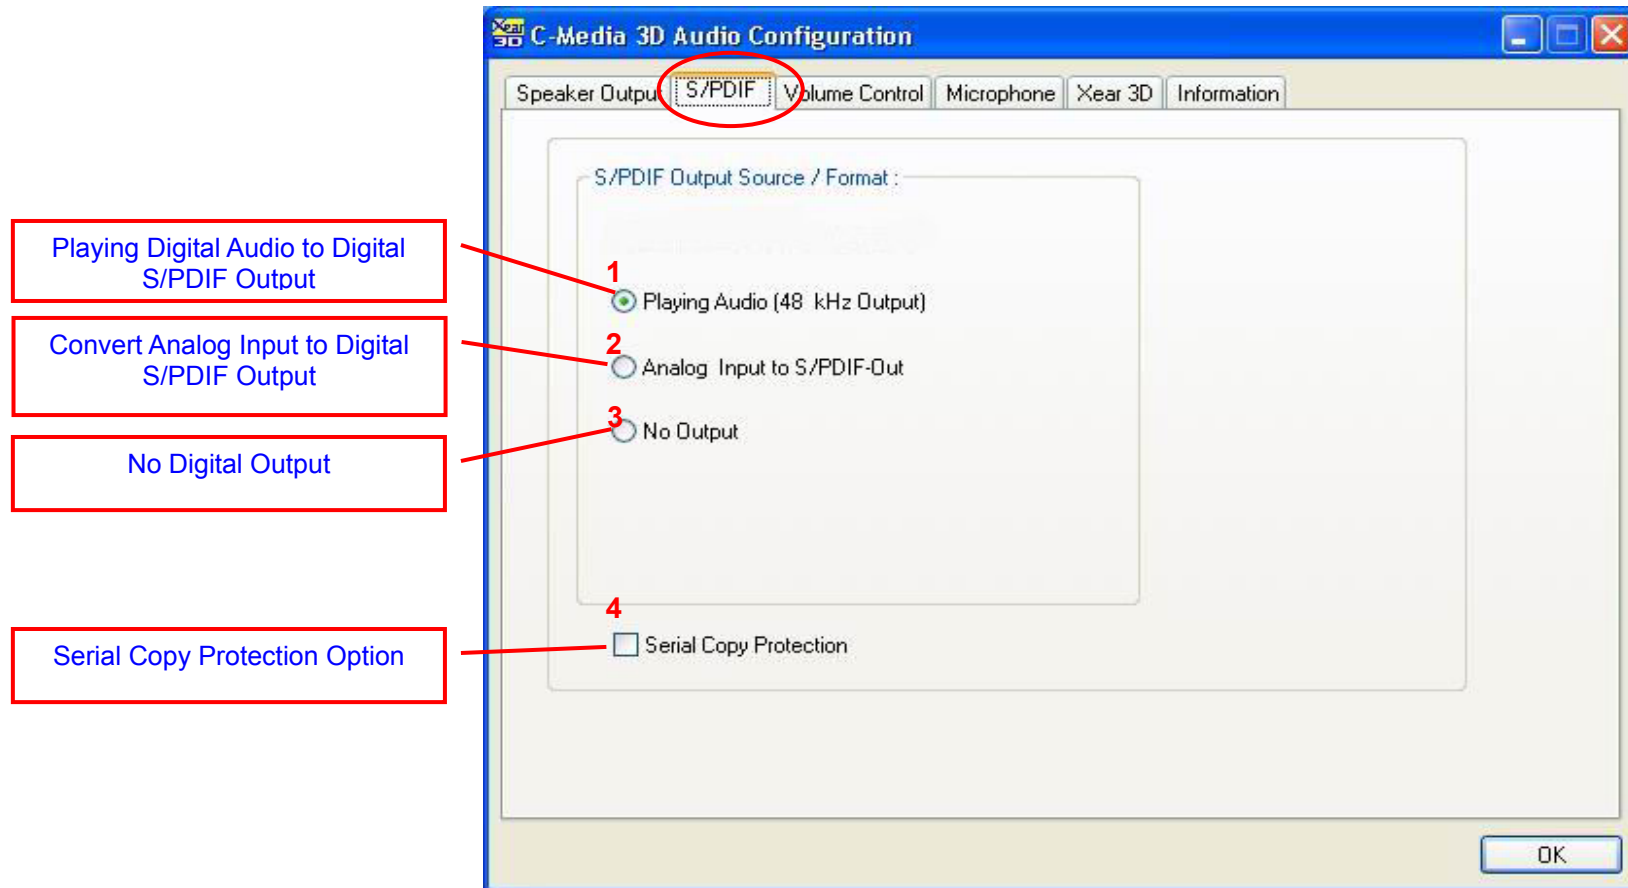 Xear
3D
C-Media 3D Audio Configuration
Speaker Output S/PDIF Volume Control Microphone Xear 3D Information
S/PDIF Output Source / Format :
Playing Digital Audio to Digital
S/PDIF Output
1
Playing Audio (48 kHz Output)
Convert Analog Input to Digital
S/PDIF Output
2
Analog Input to S/PDIF-Out
3
No Output
No Digital Output
4
Serial Copy Protection
Serial Copy Protection Option
OK